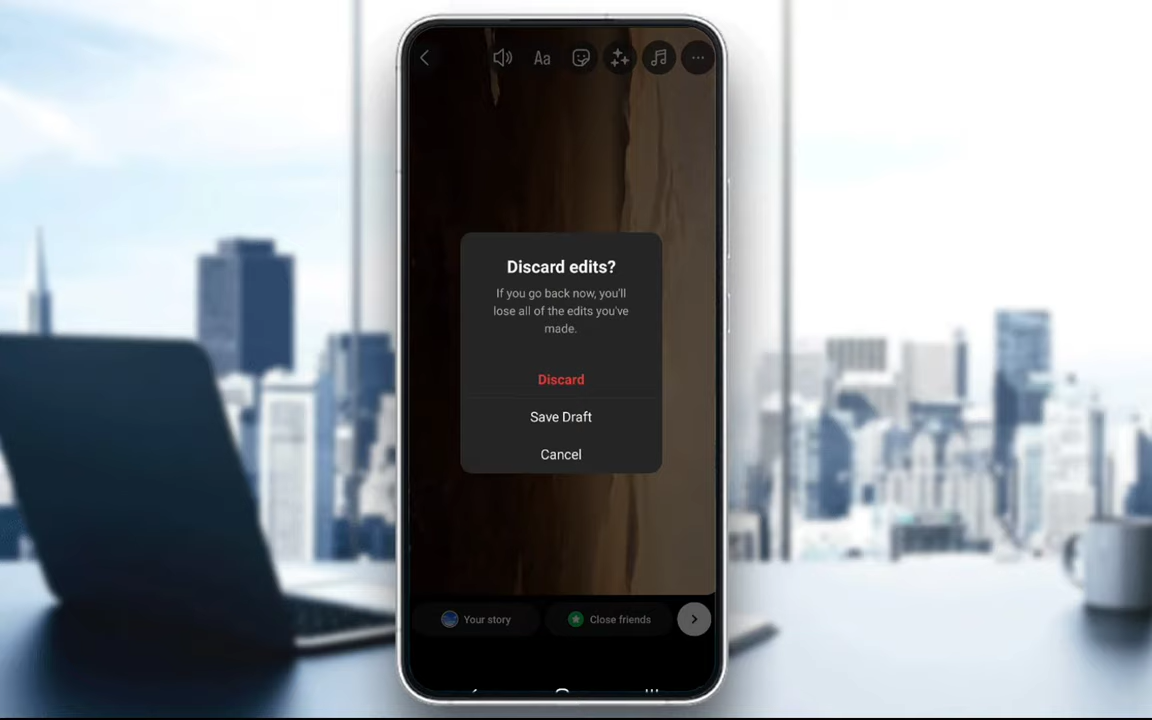 Aa
Discard edits?
If you go back now, you'll
lose all of the edits you've
made.
Discard
Save Draft
Cancel
Your story
Close friends